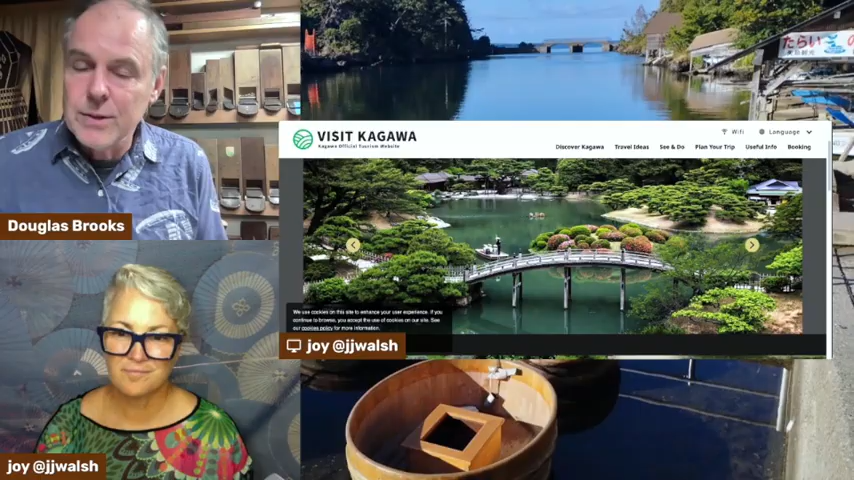 たらい
の
VISIT KAGAWA
Kagawa Official Tourism Website
Wifi
Language
Discover Kagawa
Travel Ideas
See & Do
Plan Your Trip
Useful Info
Booking
Douglas Brooks
We use cookies on this site to enhance your user experience. If you
continue to browse, you accept the use of cookies on our site. See
our cookies policy for more information.
joy @jjwalsh
joy @jjwalsh